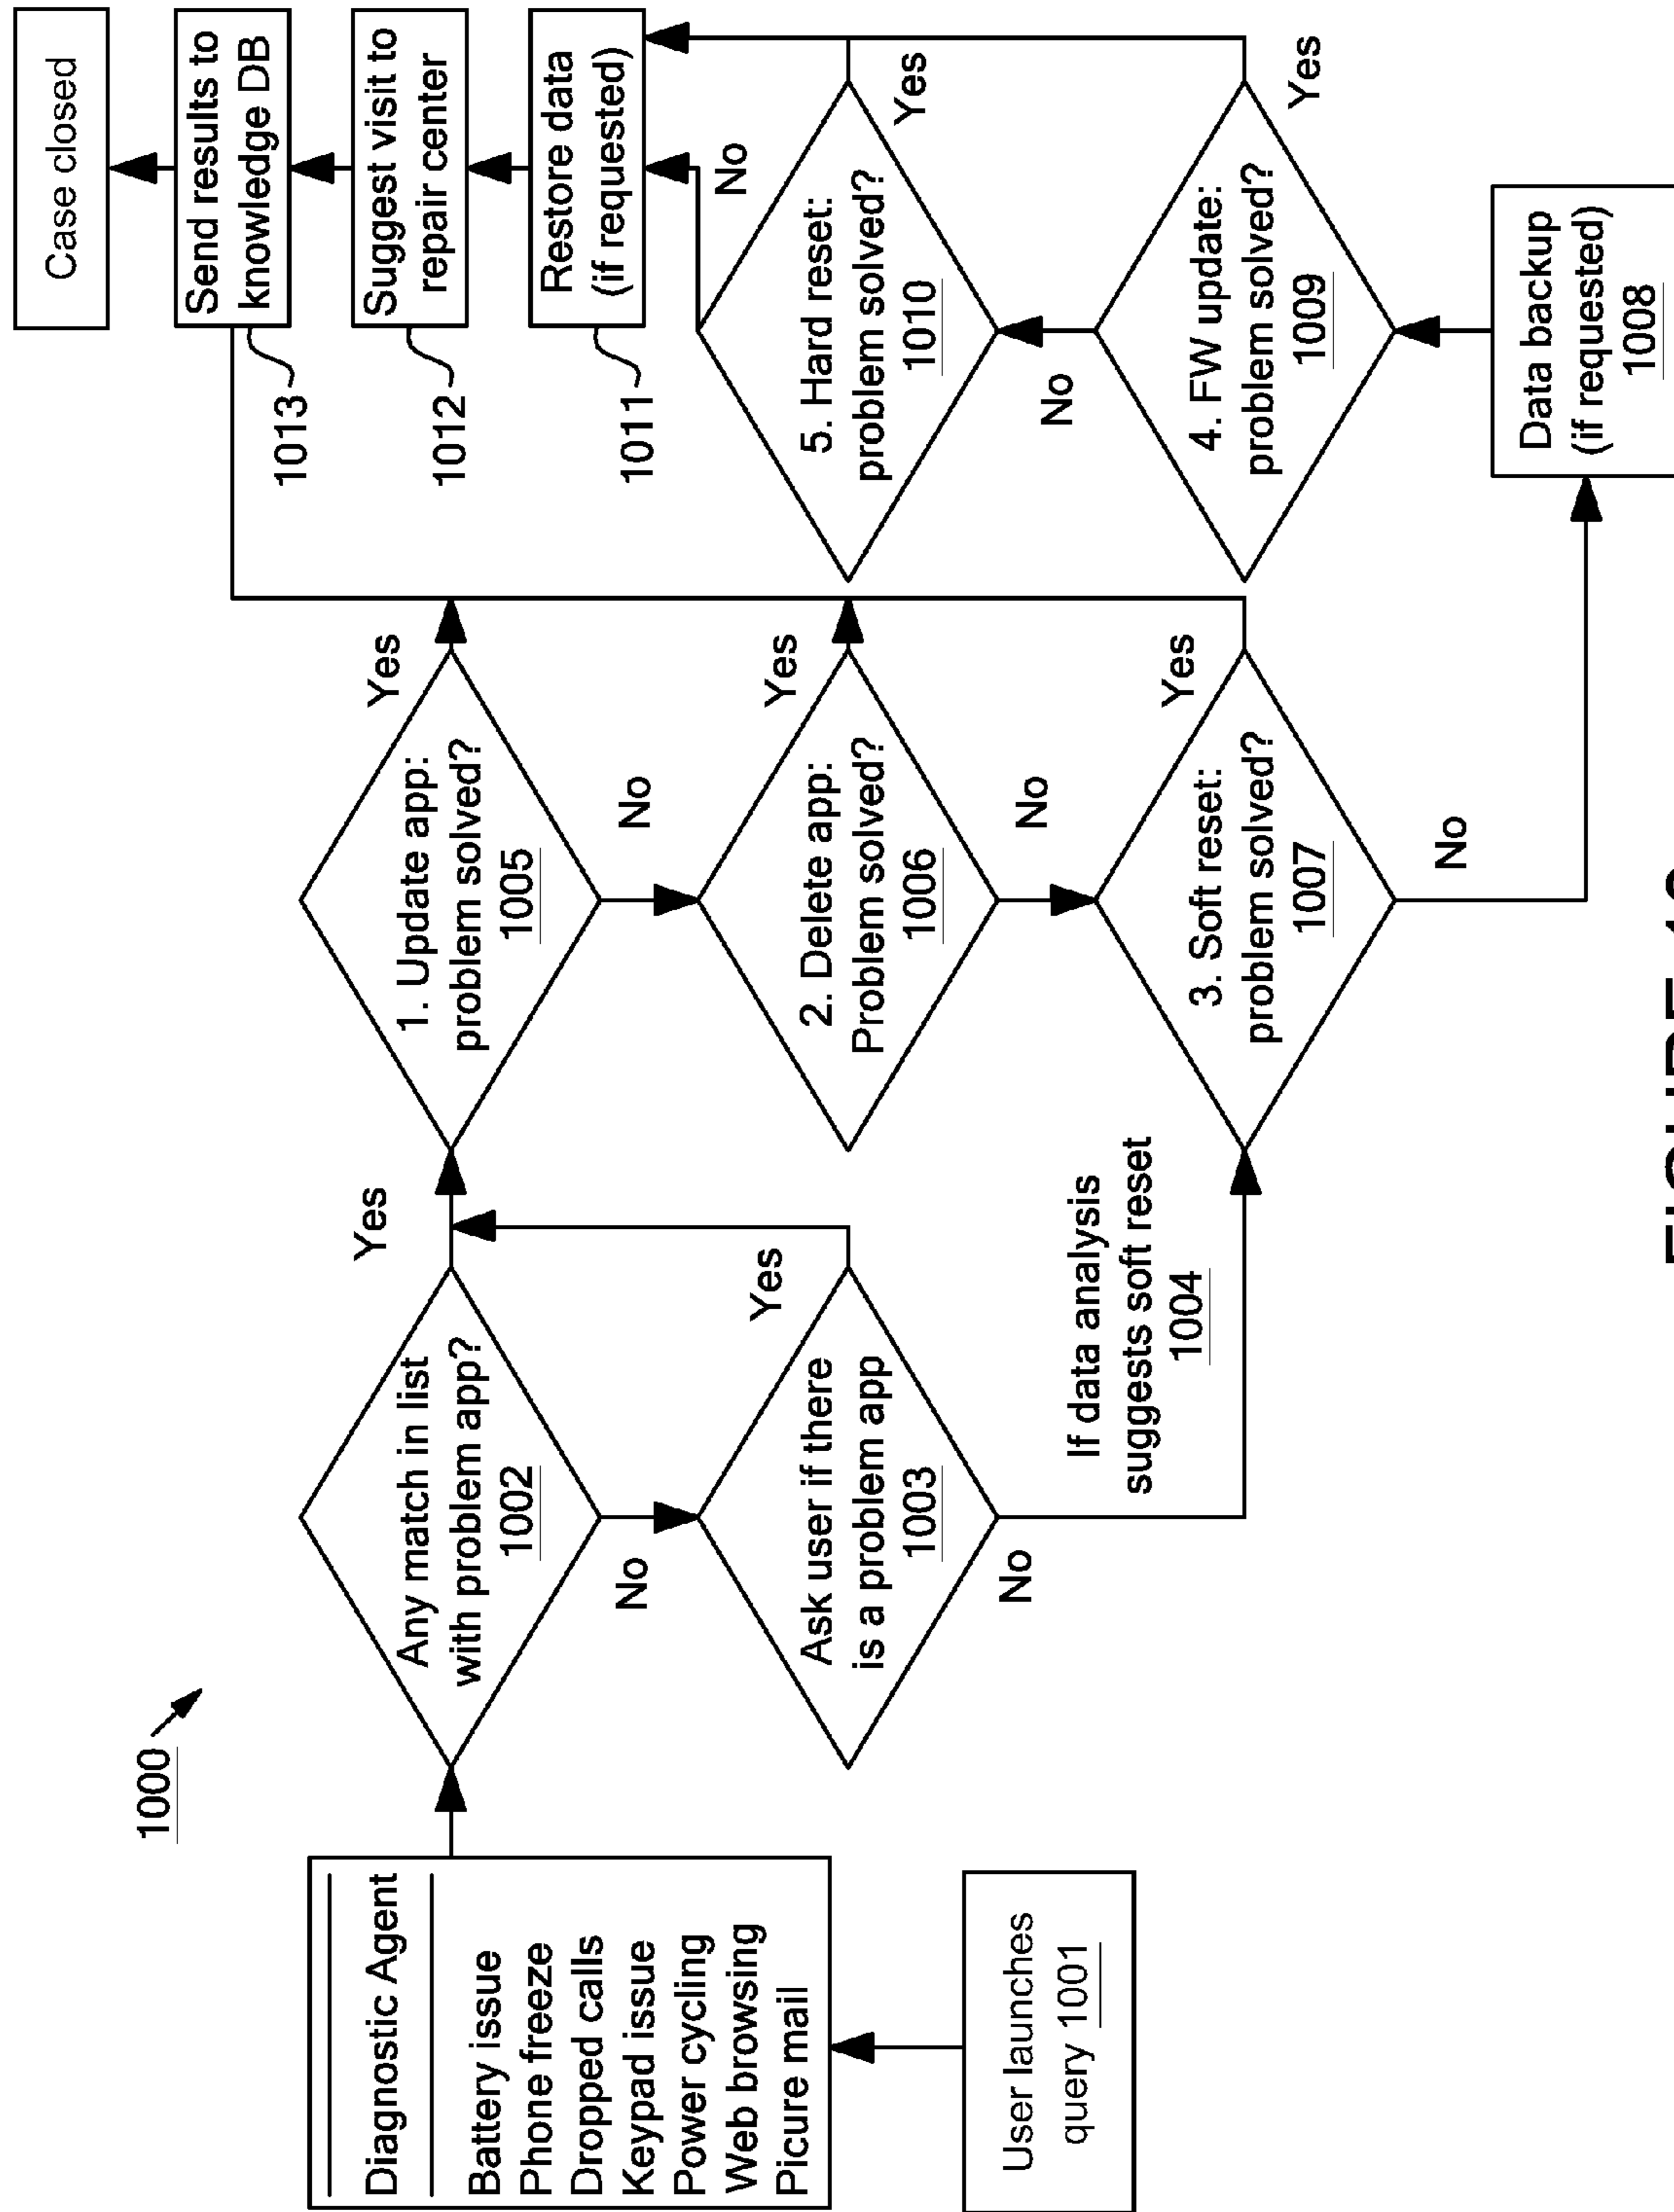 1000
Diagnostic Agent
Battery issue
Phone freeze
Dropped calls
Keypad issue
Power cycling
Web browsing
Picure mail
User launches
query 1001
Any match in list
with problem app?
1002
Yes
No
Ask user if there
is a problem app
1003
Yes
No
If data analysis
suggests soft reset
1004
1. Update app:
problem solved?
1005
Yes
No
2. Delete app:
Problem solved?
1006
Yes
No
3. Soft reset:
problem solved?
1007
Yes
No
Data backup
(if requested)
1008
4. FW update:
problem solved?
1009
Yes
No
5. Hard reset:
problem solved?
1010
Yes
No
Restore data
(if requested)
1011
Suggest visit to
repair center
1012
Send results to
knowledge DB
1013
Case closed